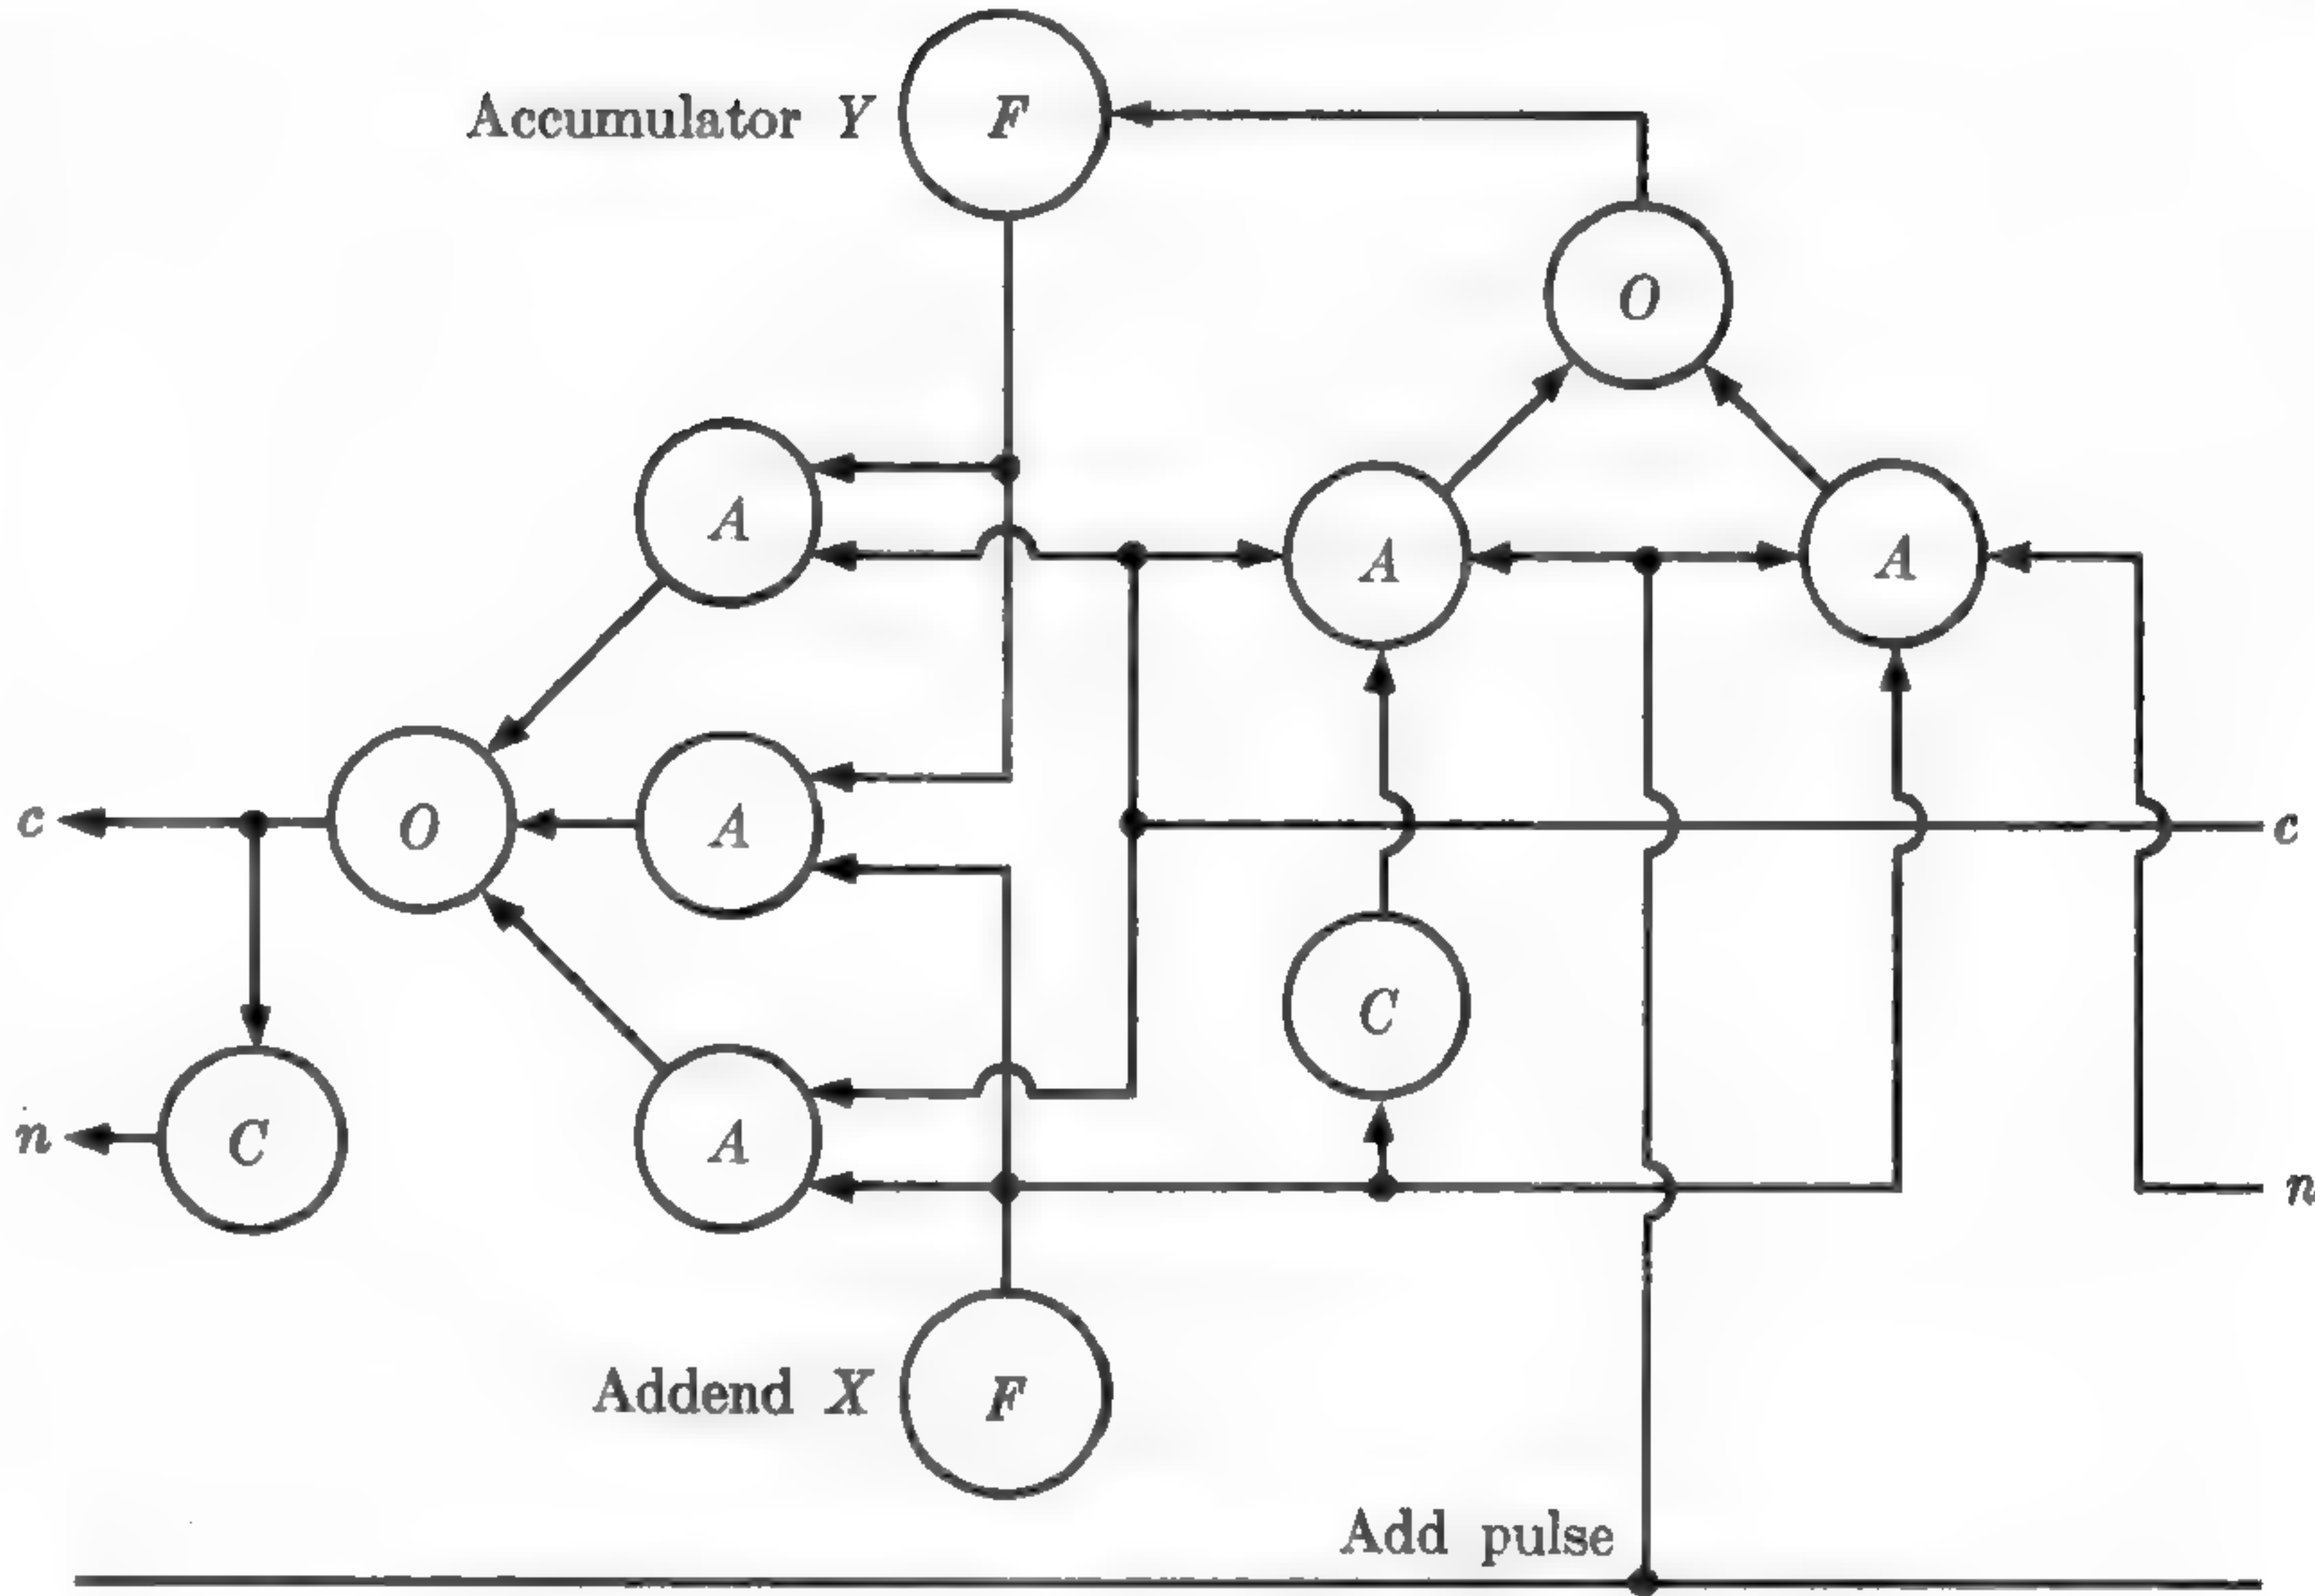 Accumulator Y F
O
A
A A
c O A c
C
n C A n
Addend X F
Add pulse